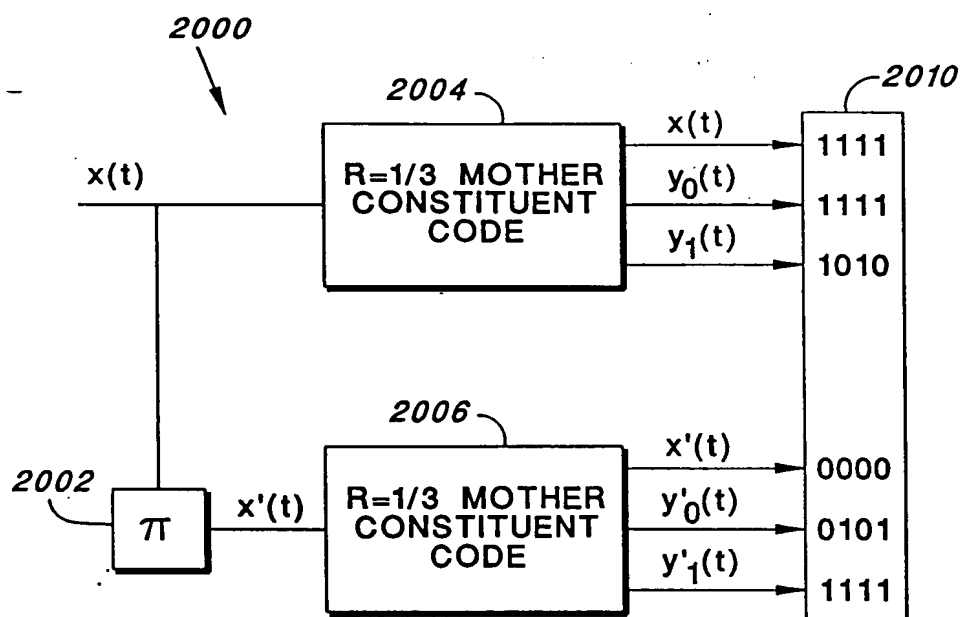 2000
2004
2010
x(t)
R=1/3 MOTHER
CONSTITUENT
CODE
x(t)
y0(t)
y1(t)
1111
1111
1010
2006
2002
π
x'(t)
R=1/3 MOTHER
CONSTITUENT
CODE
x'(t)
y'0(t)
y'1(t)
0000
0101
1111